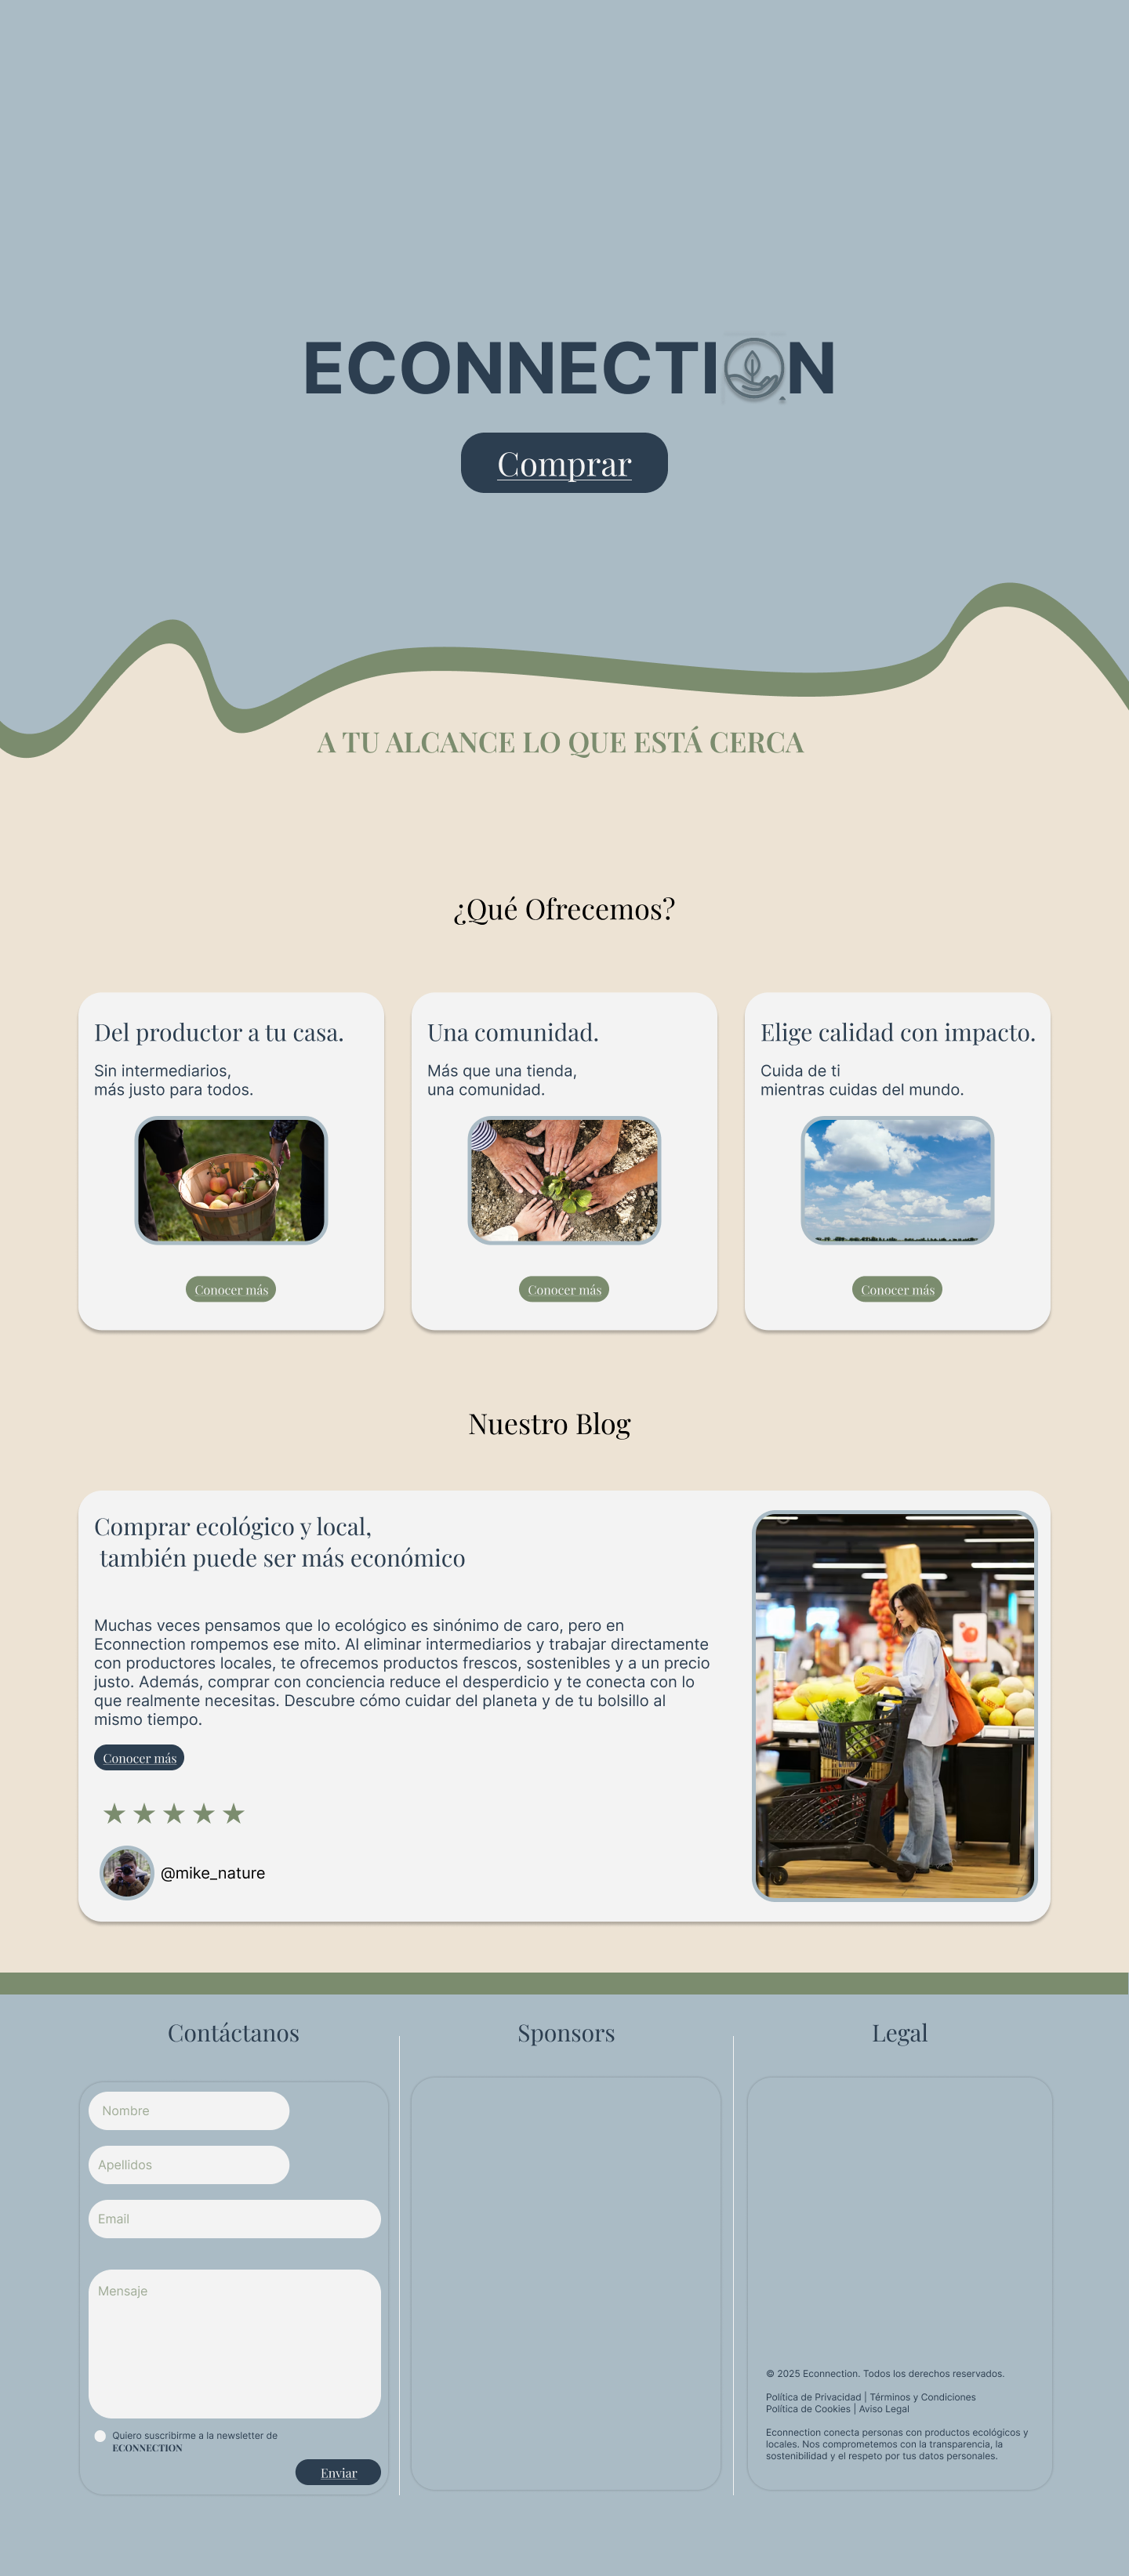 ECONNECTION
Comprar
A TU ALCANCE LO QUE ESTÁ CERCA
¿Qué Ofrecemos?
Del productor a tu casa.
Sin intermediarios,
más justo para todos.
Conocer más
Una comunidad.
Más que una tienda,
una comunidad.
Conocer más
Elige calidad con impacto.
Cuida de ti
mientras cuidas del mundo.
Conocer más
Nuestro Blog
Comprar ecológico y local,
también puede ser más económico
Muchas veces pensamos que lo ecológico es sinónimo de caro, pero en
Econnection rompemos ese mito. Al eliminar intermediarios y trabajar directamente
con productores locales, te ofrecemos productos frescos, sostenibles y a un precio
justo. Además, comprar con conciencia reduce el desperdicio y te conecta con lo
que realmente necesitas. Descubre cómo cuidar del planeta y de tu bolsillo al
mismo tiempo.
Conocer más
@mike_nature
Contáctanos
Nombre
Apellidos
Email
Mensaje
Quiero suscribirme a la newsletter de
ECONNECTION
Enviar
Sponsors
Legal
© 2025 Econnection. Todos los derechos reservados.
Política de Privacidad | Términos y Condiciones
Política de Cookies | Aviso Legal
Econnection conecta personas con productos ecológicos y
locales. Nos comprometemos con la transparencia, la
sostenibilidad y el respeto por tus datos personales.